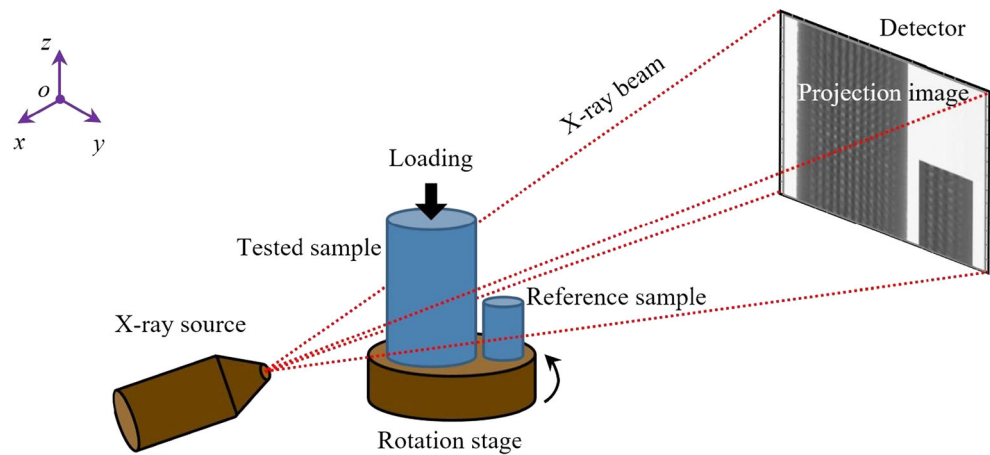 Detector
z
o
x
y
X-ray beam
Projection image
Loading
Tested sample
Reference sample
X-ray source
Rotation stage